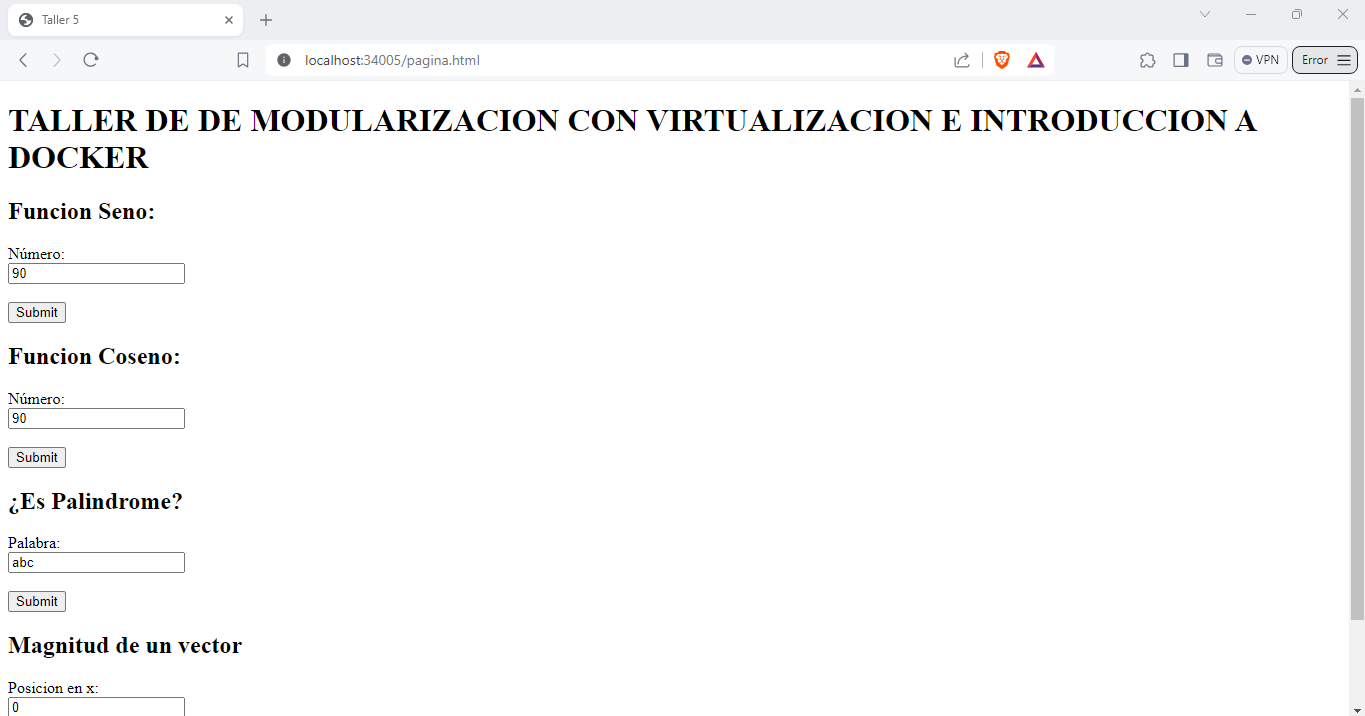 Taller 5
localhost:34005/pagina.html
VPN
Error
TALLER DE DE MODULARIZACION CON VIRTUALIZACION E INTRODUCCION A
DOCKER
Funcion Seno:
Número:
90
Submit
Funcion Coseno:
Número:
90
Submit
¿Es Palindrome?
Palabra:
abc
Submit
Magnitud de un vector
Posicion en x:
0